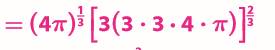 = (4π)^{1/3} [3(3 · 3 · 4 · π)]^{2/3}